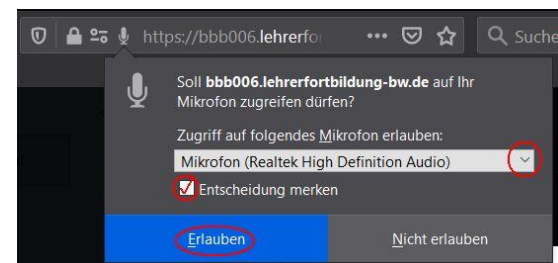 https://bbb006.lehrerfo
Suche
Soll bbb006.lehrerfortbildung-bw.de auf Ihr
Mikrofon zugreifen dürfen?
Zugriff auf folgendes Mikrofon erlauben:
Mikrofon (Realtek High Definition Audio)
Entscheidung merken
Erlauben
Nicht erlauben